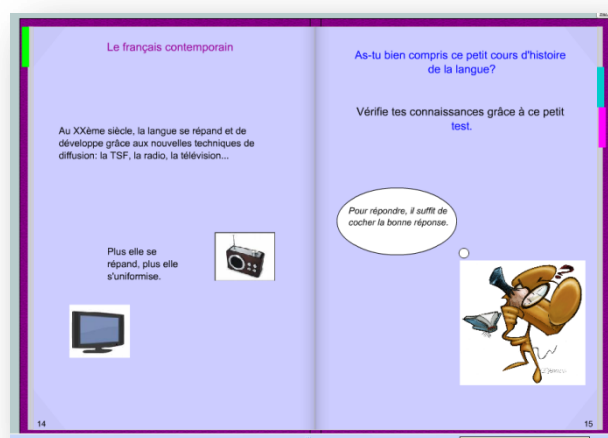 Le français contemporain
Au XXème siècle, la langue se répand et de
développe grâce aux nouvelles techniques de
diffusion: la TSF, la radio, la télévision...
Plus elle se
répand, plus elle
s'uniformise.
14
As-tu bien compris ce petit cours d'histoire
de la langue?
Vérifie tes connaissances grâce à ce petit
test.
Pour répondre, il suffit de
cocher la bonne réponse.
15